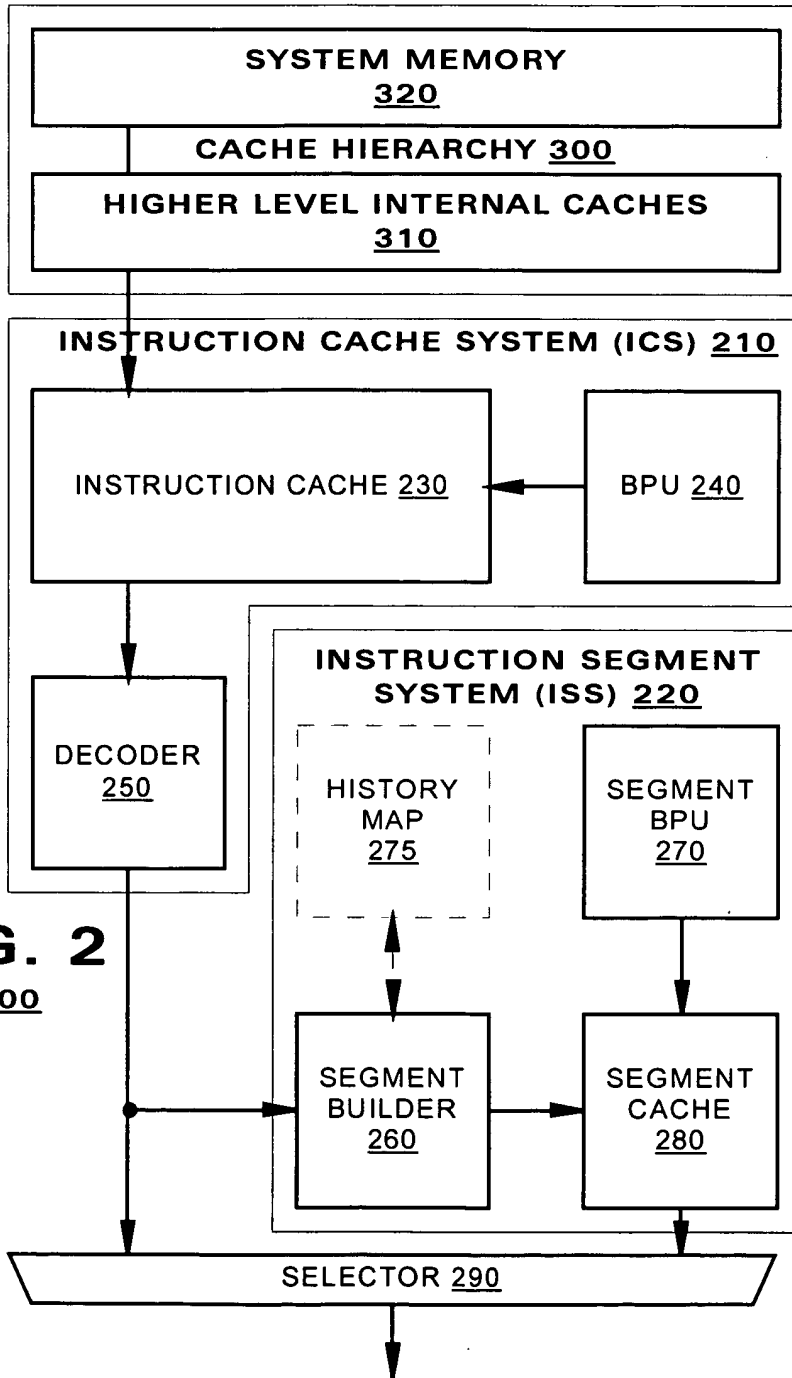 SYSTEM MEMORY
320
CACHE HIERARCHY 300
HIGHER LEVEL INTERNAL CACHES
310
INSTRUCTION CACHE SYSTEM (ICS) 210
INSTRUCTION CACHE 230
BPU 240
INSTRUCTION SEGMENT
SYSTEM (ISS) 220
DECODER
250
HISTORY
MAP
275
SEGMENT
BPU
270
G. 2
00
SEGMENT
BUILDER
260
SEGMENT
CACHE
280
SELECTOR 290